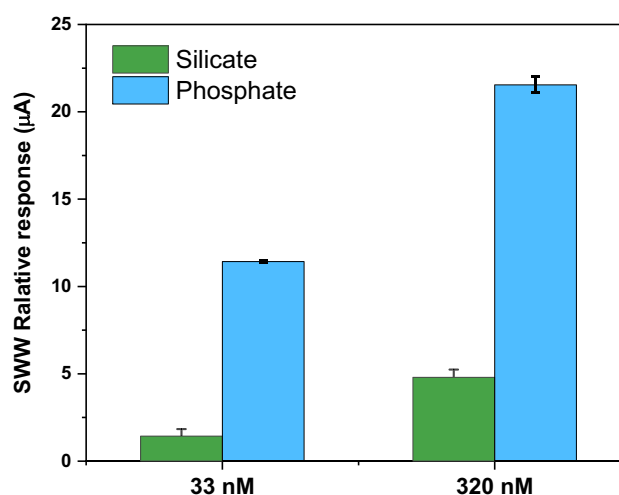 25
20
15
10
5
0
SWW Ralative response (μA)
Silicate
Phosphate
33 nM
320 nM